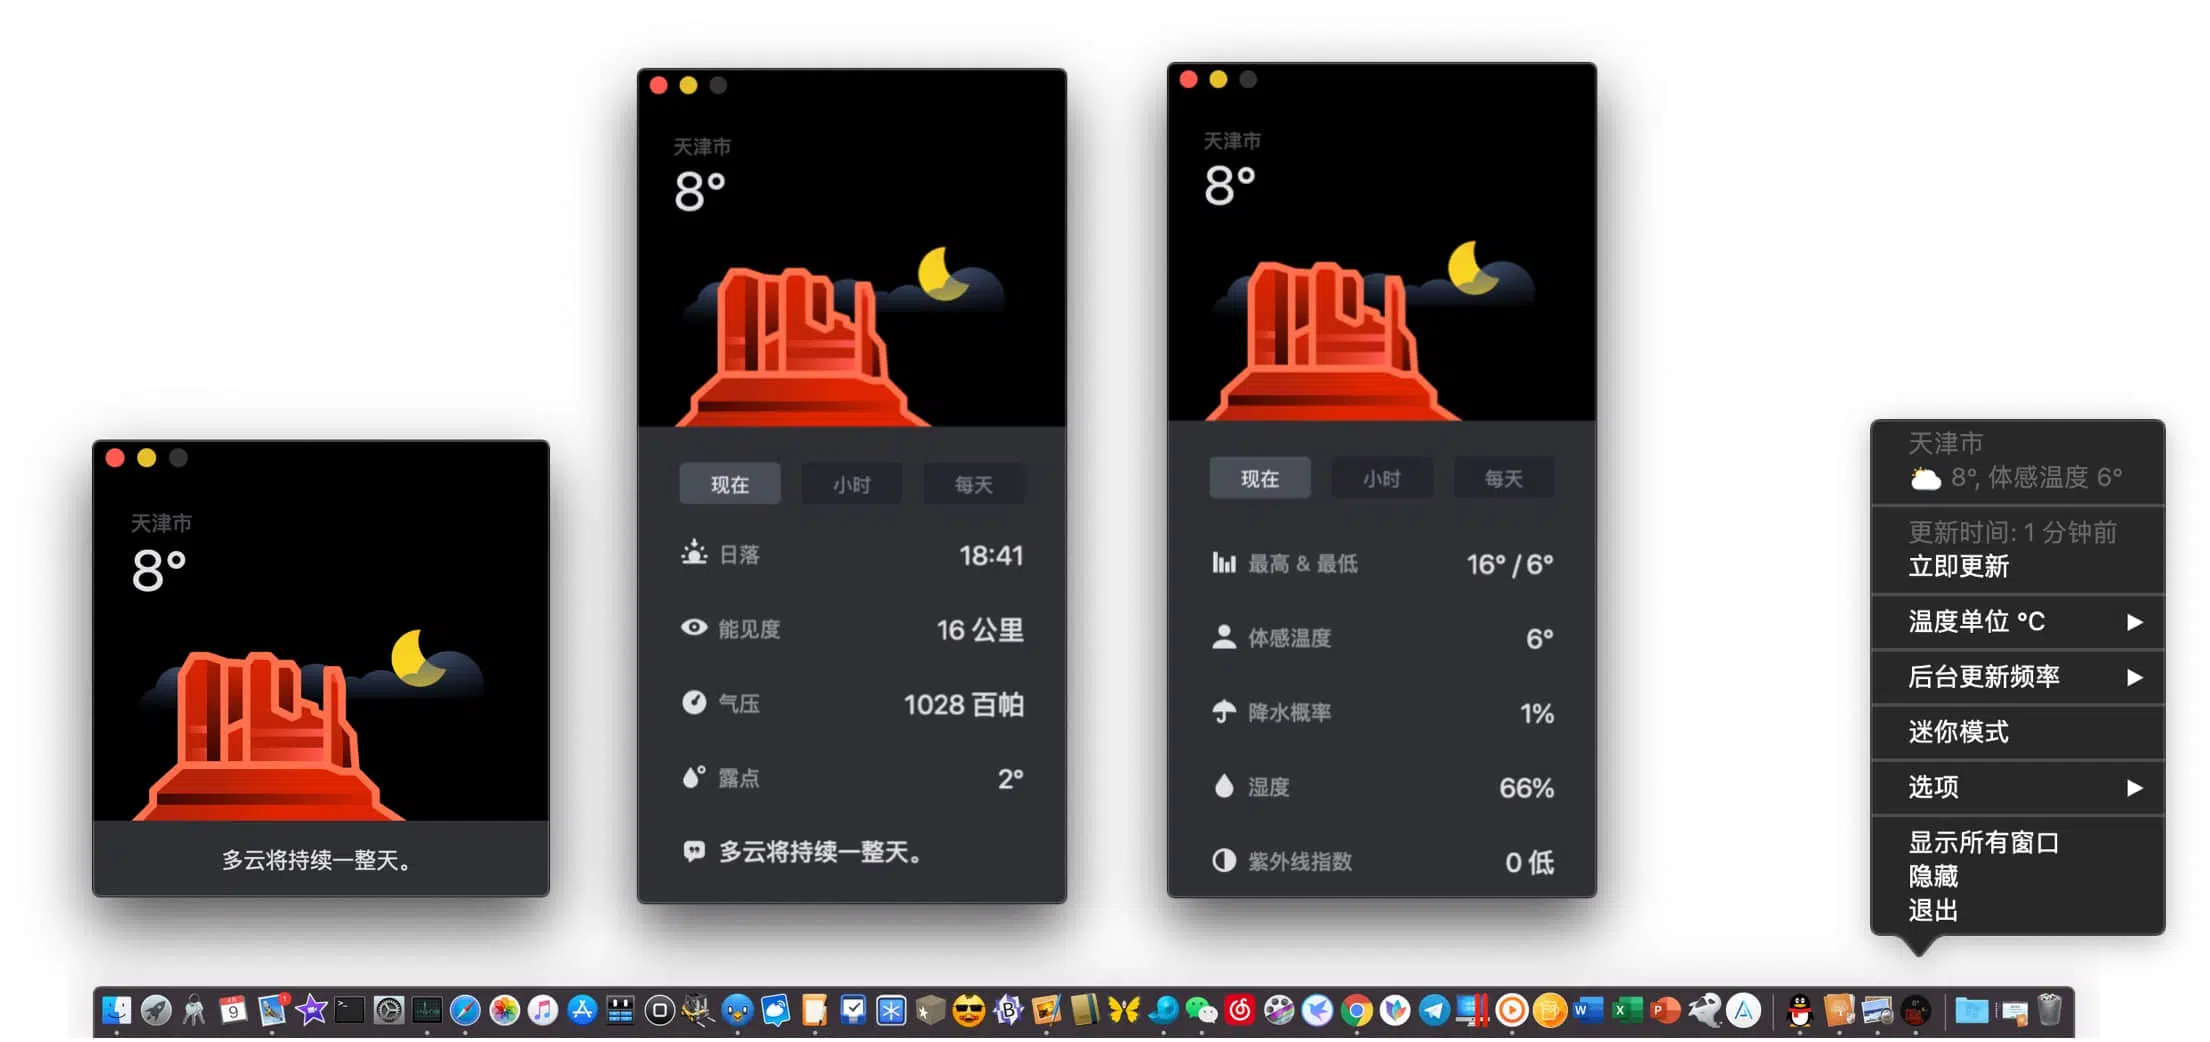 天津市
8°
多云将持续一整天。
天津市
8°
现在 小时 每天
日落 18:41
能见度 16 公里
气压 1028 百帕
露点 2°
多云将持续一整天。
天津市
8°
现在 小时 每天
最高 & 最低 16° / 6°
体感温度 6°
降水概率 1%
湿度 66%
紫外线指数 0 低
天津市
8°, 体感温度 6°
更新时间: 1 分钟前
立即更新
温度单位 °C
后台更新频率
迷你模式
选项
显示所有窗口
隐藏
退出
9
1